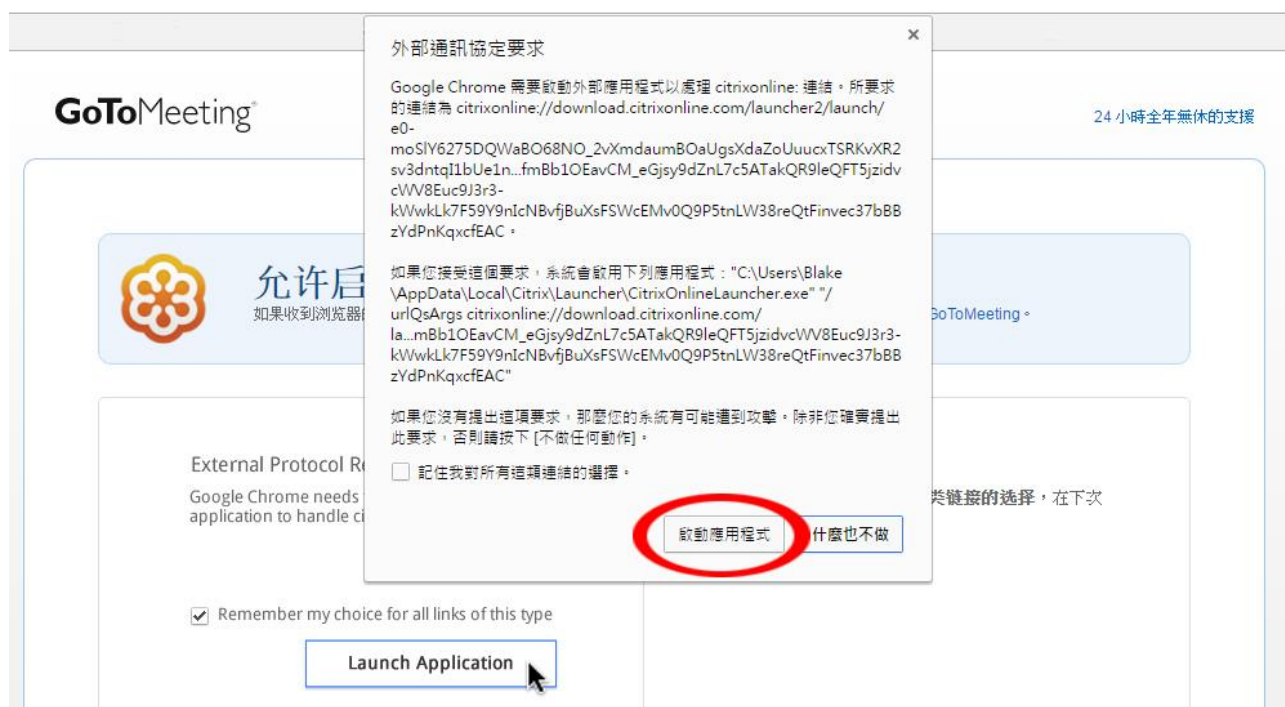 外部通訊協定要求
×
Google Chrome 需要啟動外部應用程式以處理 citrixonline: 連結。所要求
的連結為 citrixonline://download.citrixonline.com/launcher2/launch/
e0-
moSlY6275DQWaBO68NO_2vXmdaumBOaUgsXdaZoUuucxTSRKvXR2
sv3dntqI1bUe1n...fmBb1OEavCM_eGjsy9dZnL7c5ATakQR9leQFT5jzidv
cWV8Euc9J3r3-
kWwkLk7F59Y9nIcNBvfjBuXsFSWcEMv0Q9P5tnLW38reQtFinvec37bBB
zYdPnKqxcfEAC。
如果您接受這個要求，系統會啟用下列應用程式："C:\Users\Blake
\AppData\Local\Citrix\Launcher\CitrixOnlineLauncher.exe" "/
urlQsArgs citrixonline://download.citrixonline.com/
la...mBb1OEavCM_eGjsy9dZnL7c5ATakQR9leQFT5jzidvcWV8Euc9J3r3-
kWwkLk7F59Y9nIcNBvfjBuXsFSWcEMv0Q9P5tnLW38reQtFinvec37bBB
zYdPnKqxcfEAC"
如果您沒有提出這項要求，那麼您的系統有可能遭到攻擊。除非您確實提出
此要求，否則請按下 [不做任何動作]。
記住我對所有這類連結的選擇。
啟動應用程式
什麼也不做
GoToMeeting®
24 小時全年無休的支援
允许启
如果收到浏览器
GoToMeeting。
External Protocol Re
Google Chrome needs
application to handle ci
类链接的选择，在下次
Remember my choice for all links of this type
Launch Application